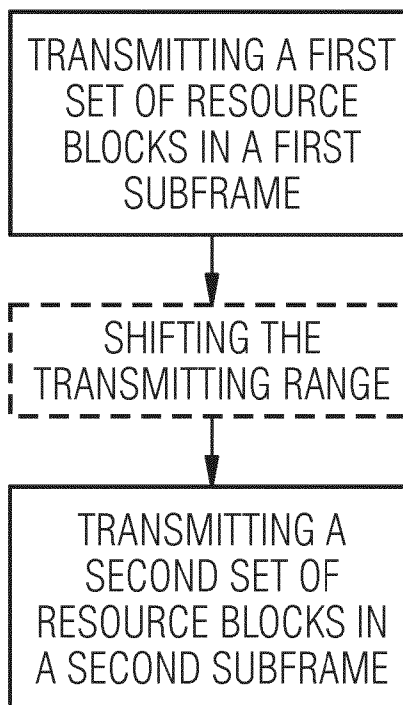 TRANSMITTING A FIRST
SET OF RESOURCE
BLOCKS IN A FIRST
SUBFRAME
SHIFTING THE
TRANSMITTING RANGE
TRANSMITTING A
SECOND SET OF
RESOURCE BLOCKS IN
A SECOND SUBFRAME